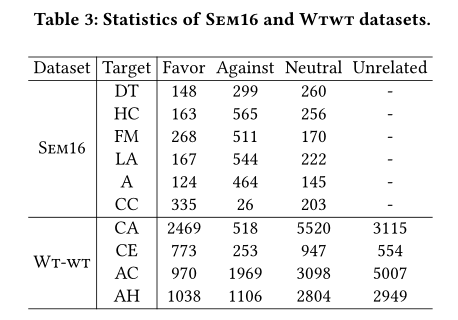 Table 3: Statistics of Sem16 and Wtwt datasets.
Dataset Target Favor Against Neutral Unrelated
Sem16
DT 148 299 260 -
HC 163 565 256 -
FM 268 511 170 -
LA 167 544 222 -
A 124 464 145 -
CC 335 26 203 -
Wt-wt
CA 2469 518 5520 3115
CE 773 253 947 554
AC 970 1969 3098 5007
AH 1038 1106 2804 2949